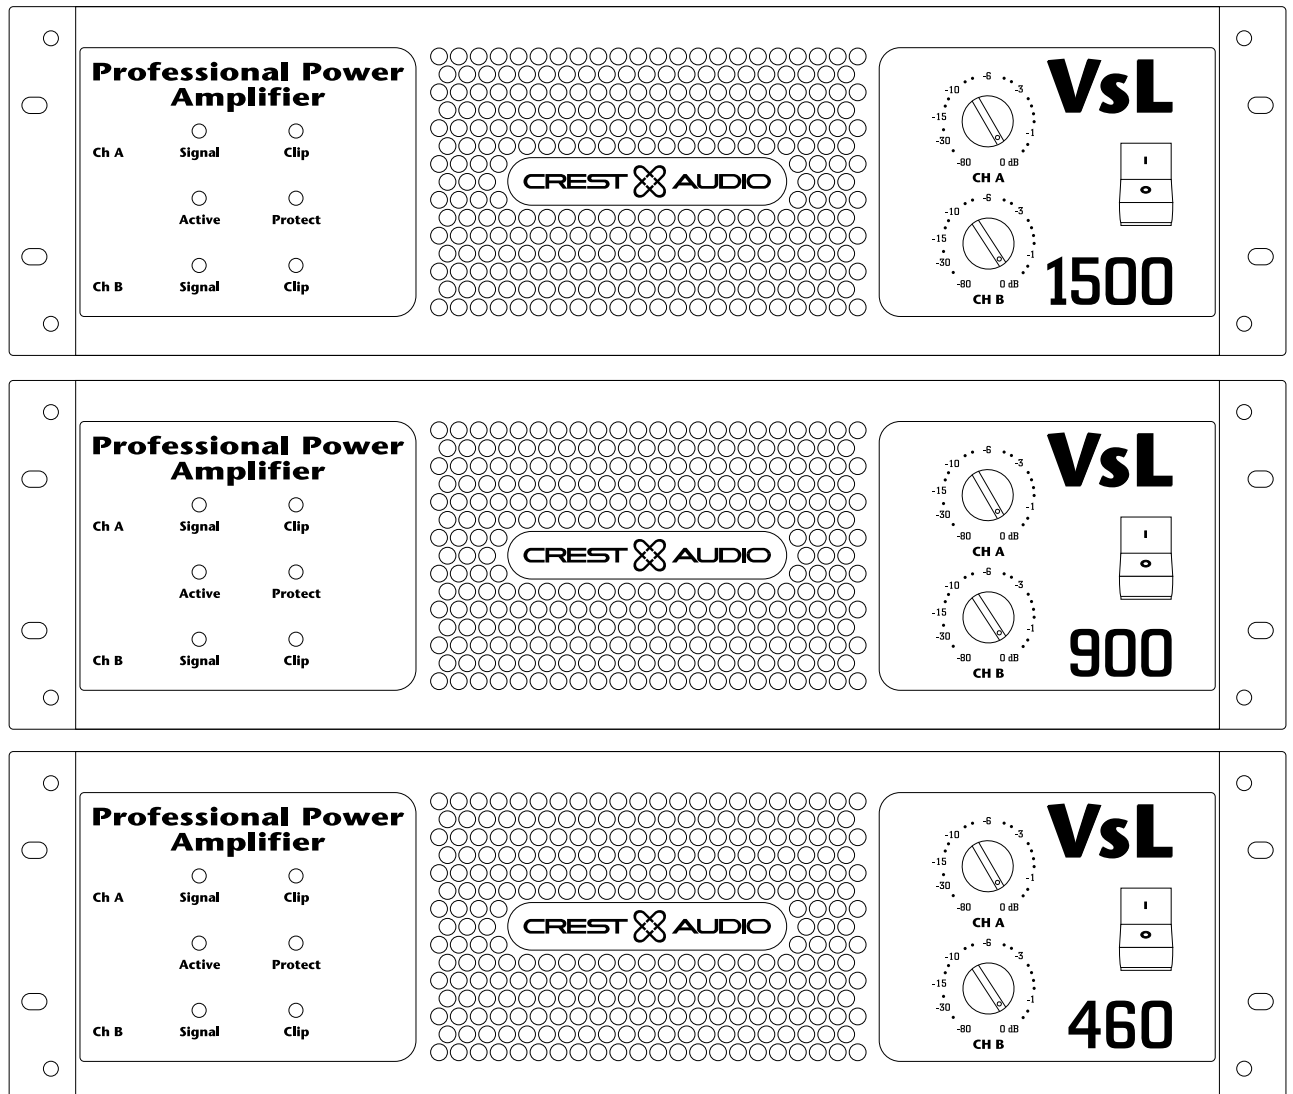 Professional Power
Amplifier
Ch A Signal Clip
Active Protect
Ch B Signal Clip
CREST AUDIO
-80 -30 -15 -10 -6 -3 -1 0 dB
CH A
-80 -30 -15 -10 -6 -3 -1 0 dB
CH B
VsL
I
O
1500
Professional Power
Amplifier
Ch A Signal Clip
Active Protect
Ch B Signal Clip
CREST AUDIO
-80 -30 -15 -10 -6 -3 -1 0 dB
CH A
-80 -30 -15 -10 -6 -3 -1 0 dB
CH B
VsL
I
O
900
Professional Power
Amplifier
Ch A Signal Clip
Active Protect
Ch B Signal Clip
CREST AUDIO
-80 -30 -15 -10 -6 -3 -1 0 dB
CH A
-80 -30 -15 -10 -6 -3 -1 0 dB
CH B
VsL
I
O
460